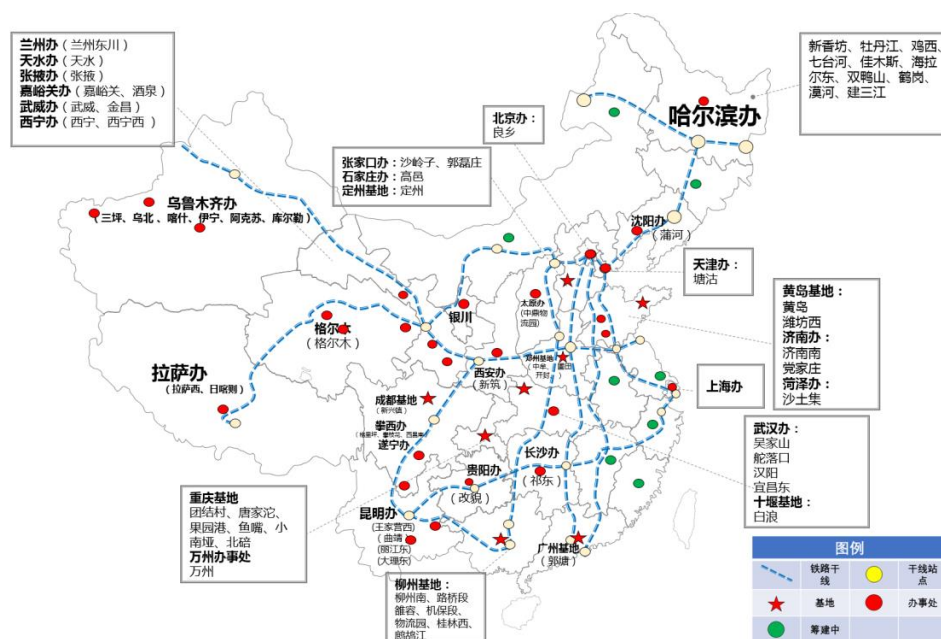 兰州办（兰州东川）
天水办（天水）
张掖办（张掖）
嘉峪关办（嘉峪关、酒泉）
武威办（武威、金昌）
西宁办（西宁、西宁西）
新香坊、牡丹江、鸡西、
七台河、佳木斯、海拉
尔东、双鸭山、鹤岗、
漠河、建三江
哈尔滨办
北京办：
良乡
张家口办：沙岭子、郭磊庄
石家庄办：高邑
定州基地：定州
乌鲁木齐办
（三坪、乌北、喀什、伊宁、阿克苏、库尔勒）
沈阳办
（蒲河）
天津办：
塘沽
黄岛基地：
黄岛
潍坊西
济南办：
济南南
党家庄
菏泽办：
沙土集
银川
太原办
（中鼎物
流园）
格尔木
（格尔木）
西安办
（新筑）
郑州基地
（中牟、圃田
开封）
拉萨办
（拉萨西、日喀则）
上海办
成都基地
（新兴镇）
攀西办
遂宁办
武汉办：
吴家山
舵落口
汉阳
宜昌东
十堰基地：
白浪
长沙办
（祁东）
贵阳办
（改貌）
重庆基地
团结村、唐家沱、
果园港、鱼嘴、小
南垭、北碚
万州办事处
万州
昆明办
（王家营西）
（曲靖）
（丽江东）
（大理东）
广州基地
（郭塘）
柳州基地：
柳州南、路桥段
雒容、机保段、
物流园、桂林西、
鹧鸪江
图例
铁路干线
干线站点
基地
办事处
筹建中